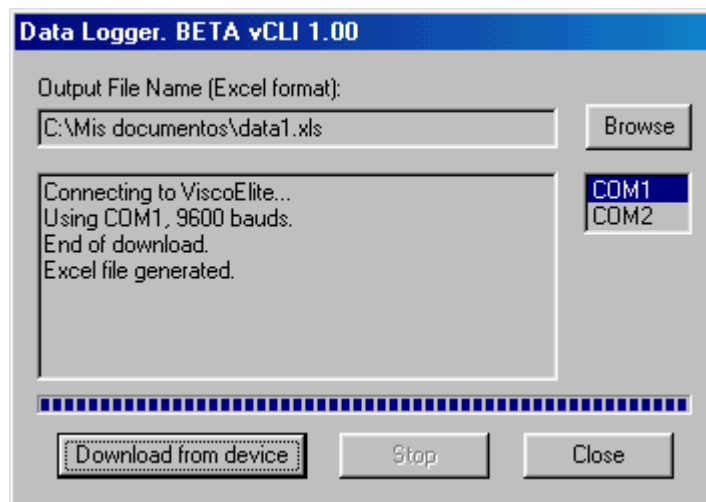 Data Logger. BETA vCLI 1.00
Output File Name (Excel format):
C:\Mis documentos\data1.xls
Browse
Connecting to ViscoElite...
Using COM1, 9600 bauds.
End of download.
Excel file generated.
COM1
COM2
Download from device
Stop
Close